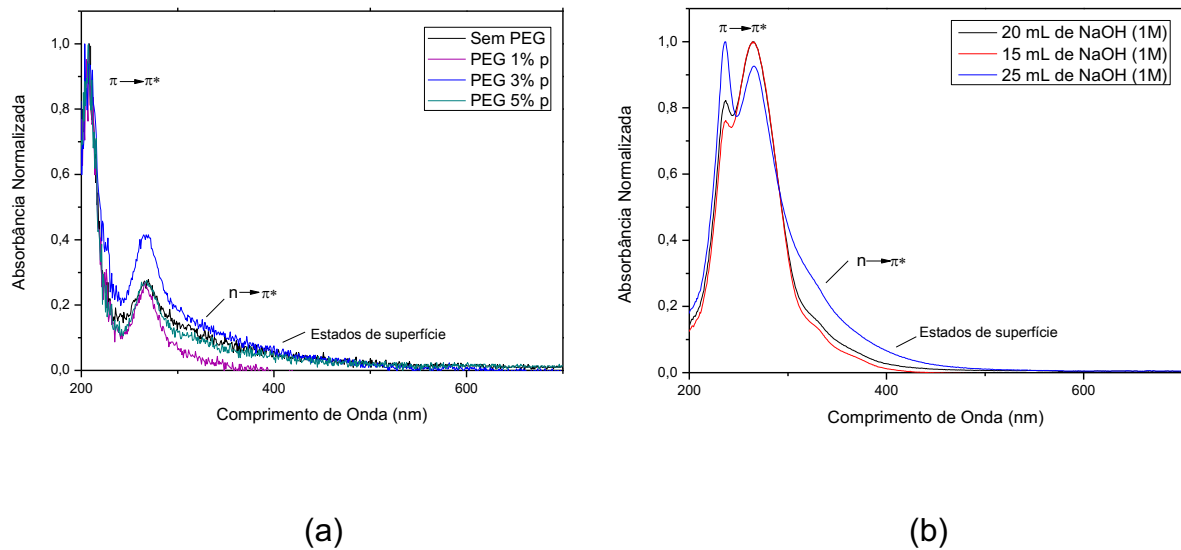 Sem PEG
PEG 1% p
PEG 3% p
PEG 5% p
π→π*
n→π*
Estados de superfície
Absorbância Normalizada
1,0
0,8
0,6
0,4
0,2
0,0
200
400
600
Comprimento de Onda (nm)
(a)
π→π*
20 mL de NaOH (1M)
15 mL de NaOH (1M)
25 mL de NaOH (1M)
n→π*
Estados de superfície
Absorbância Normalizada
1,0
0,8
0,6
0,4
0,2
0,0
200
300
400
500
600
Comprimento de Onda (nm)
(b)